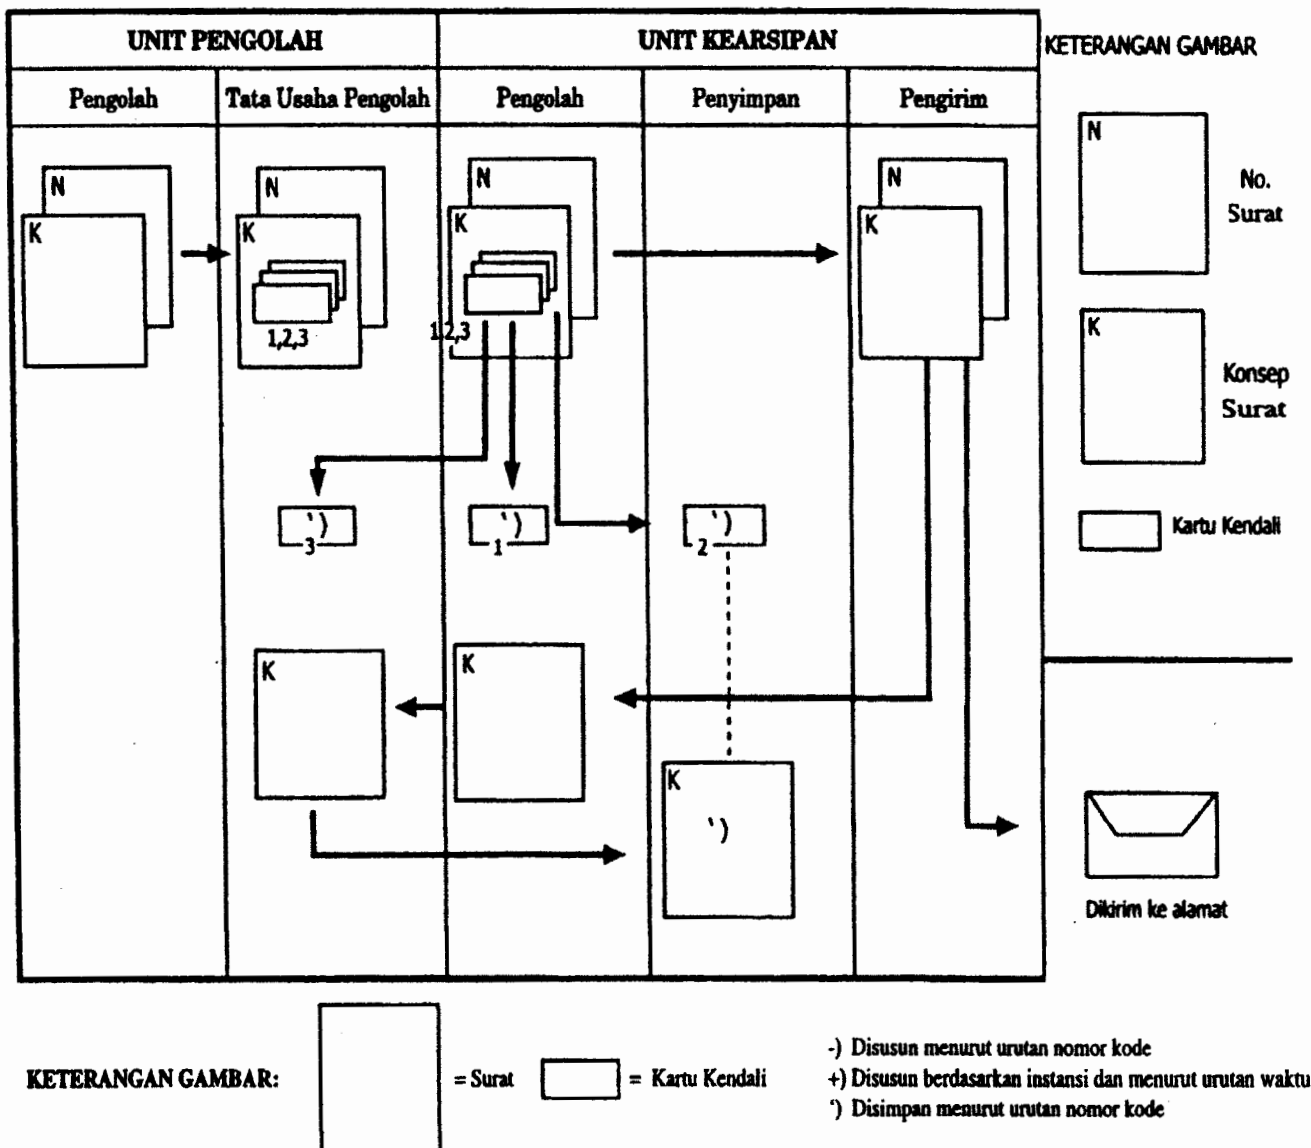 UNIT PENGOLAH
UNIT KEARSIPAN
KETERANGAN GAMBAR
Pengolah
Tata Usaha Pengolah
Pengolah
Penyimpan
Pengirim
N
K
N
K
1,2,3
N
K
1,2,3
N
K
N
No.
Surat
K
Konsep
Surat
Kartu Kendali
')
3
')
1
')
2
K
K
K
')
Dikirim ke alamat
KETERANGAN GAMBAR:
= Surat
= Kartu Kendali
-) Disusun menurut urutan nomor kode
+) Disusun berdasarkan instansi dan menurut urutan waktu
') Disimpan menurut urutan nomor kode